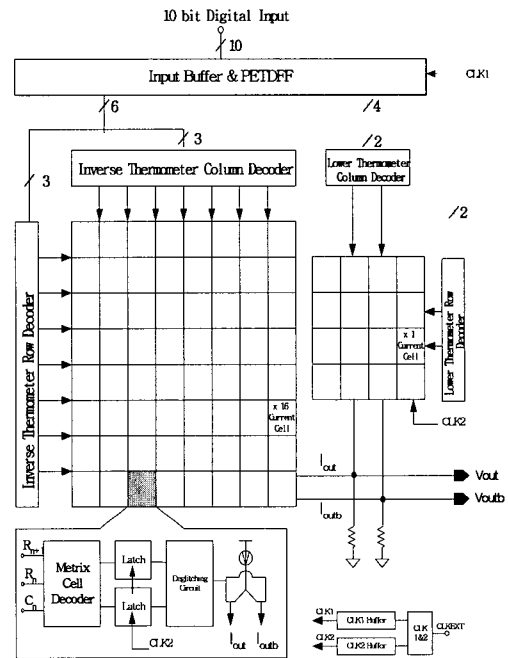 10 bit Digital Input
10
Input Buffer & PETDFF
CLK1
6
4
3
2
3
Inverse Thermometer Column Decoder
Lower Thermometer
Column Decoder
2
Inverse Thermometer Row Decoder
x 1
Current
Cell
Lower Thermometer Row
Decoder
x 16
Current
Cell
CLK2
Iout
Vout
Ioutb
Voutb
Rn+1
Rn
Cn
Metrix
Cell
Decoder
Latch
Latch
Deglitching
Circuit
CLK2
Iout
Ioutb
CLK1
CLK1 Buffer
CLK2
CLK2 Buffer
CLK
1&2
CLKEXT